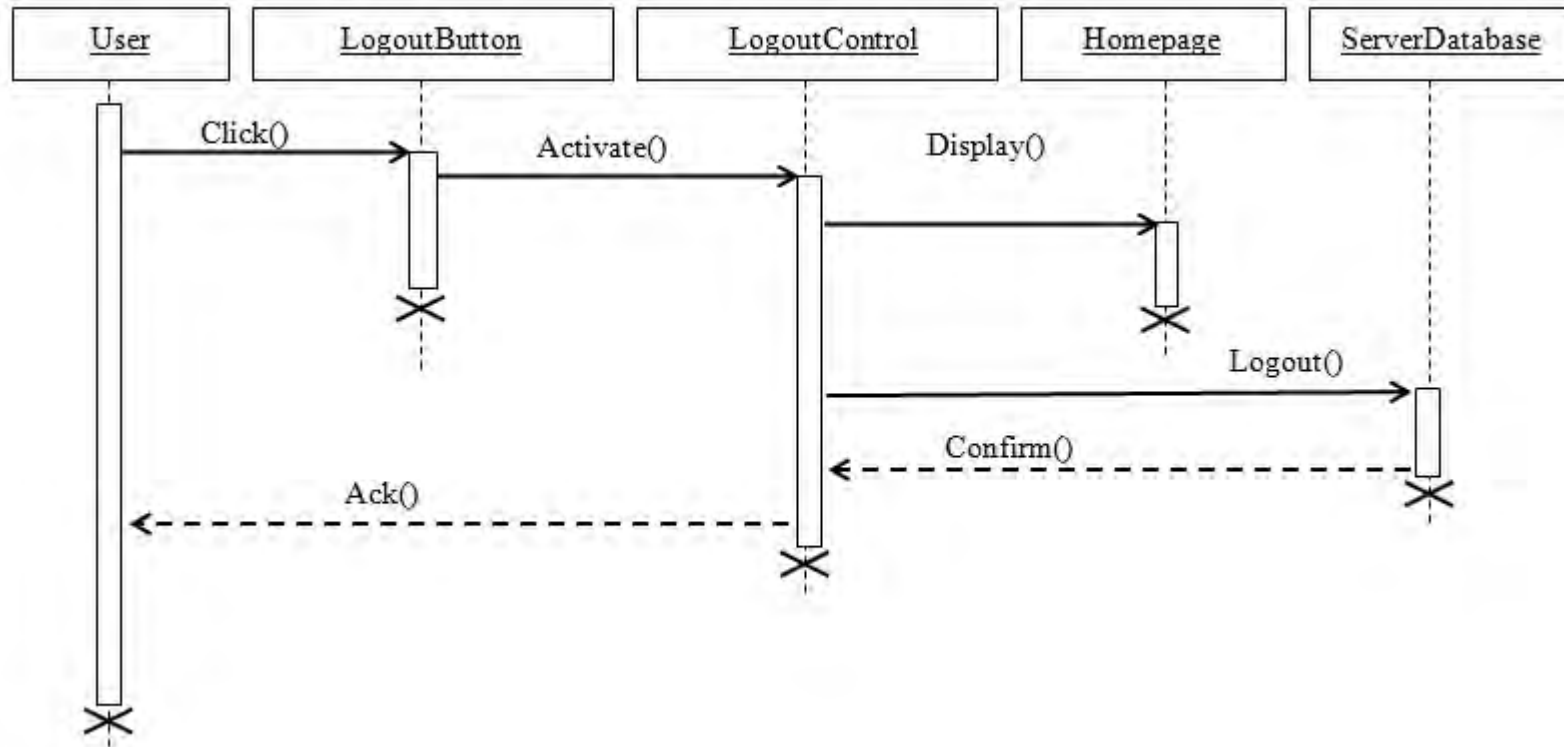 User
LogoutButton
LogoutControl
Homepage
ServerDatabase
Click()
Activate()
Display()
Logout()
Confirm()
Ack()